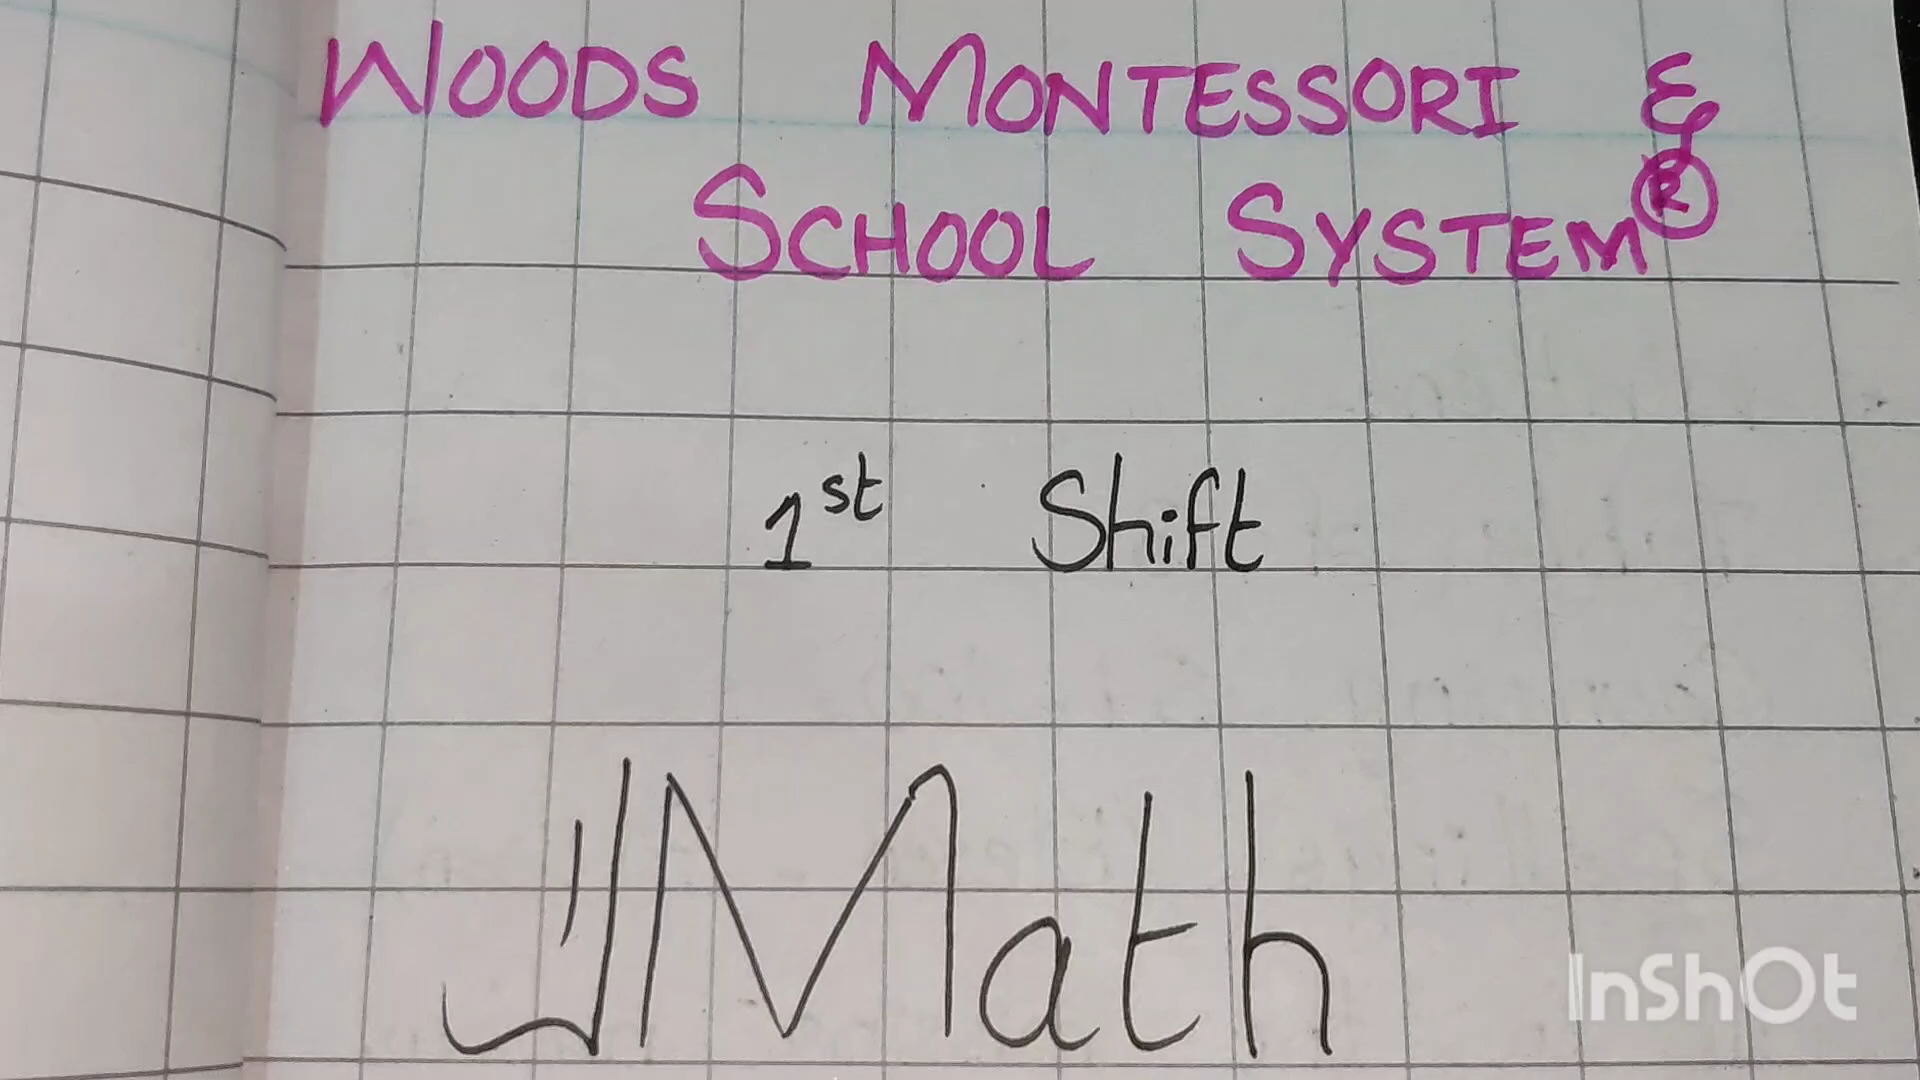 WOODS MONTESSORI &
SCHOOL SYSTEM®
1st Shift
Math
InShOt